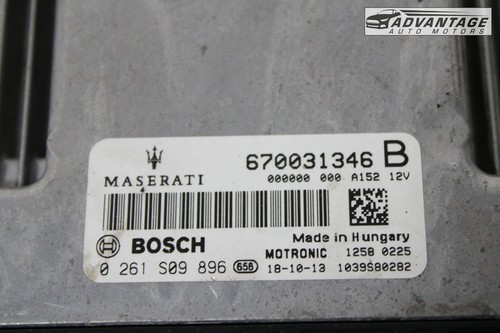 ADVANTAGE
AUTO MOTORS
MASERATI
670031346 B
000000 000 A152 12V
BOSCH
Made in Hungary
MOTRONIC 1258 0225
0 261 S09 896 658 18-10-13 1039S80282